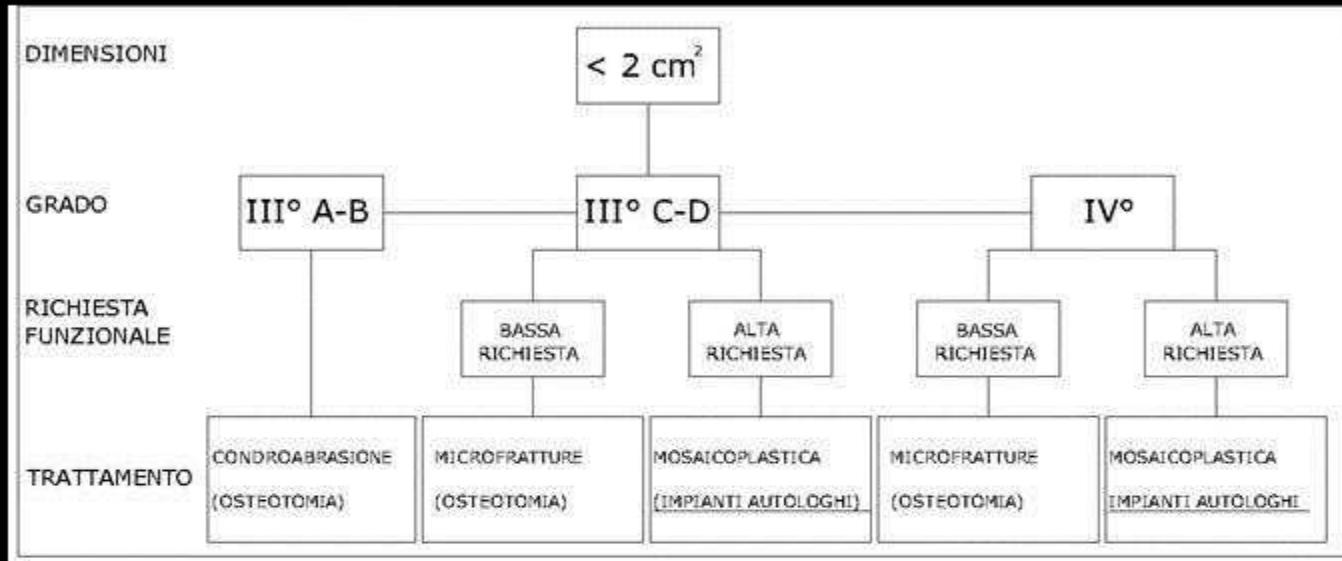 DIMENSIONI
< 2 cm²
GRADO
III° A-B
III° C-D
IV°
RICHIESTA
FUNZIONALE
BASSA
RICHIESTA
ALTA
RICHIESTA
BASSA
RICHIESTA
ALTA
RICHIESTA
TRATTAMENTO
CONDROABRASIONE
(OSTEOTOMIA)
MICROFRATTURE
(OSTEOTOMIA)
MOSAICOPLASTICA
(IMPIANTI AUTOLOGHI)
MICROFRATTURE
(OSTEOTOMIA)
MOSAICOPLASTICA
IMPIANTI AUTOLOGHI